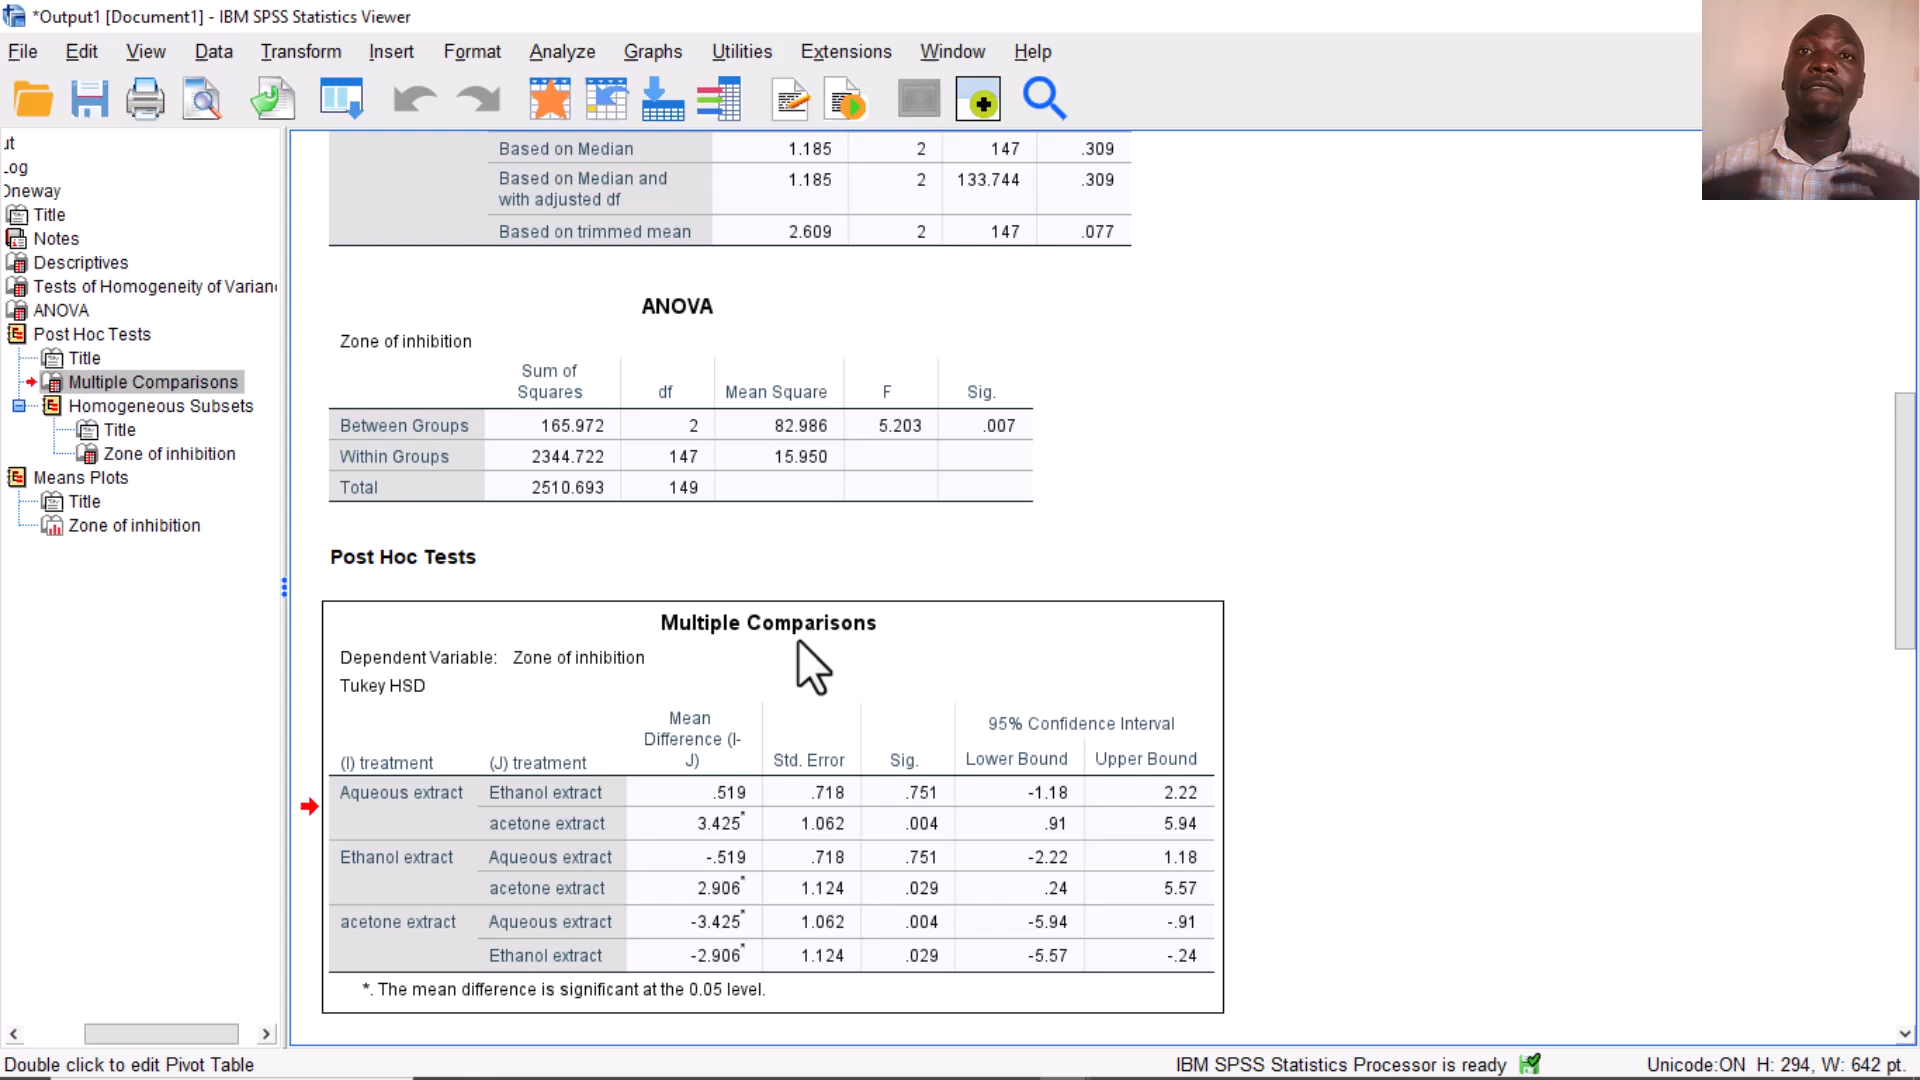 *Output1 [Document1] - IBM SPSS Statistics Viewer
File Edit View Data Transform Insert Format Analyze Graphs Utilities Extensions Window Help
ut
Log
Oneway
Title
Notes
Descriptives
Tests of Homogeneity of Varian
ANOVA
Post Hoc Tests
Title
Multiple Comparisons
Homogeneous Subsets
Title
Zone of inhibition
Means Plots
Title
Zone of inhibition
Based on Median 1.185 2 147 .309
Based on Median and with adjusted df 1.185 2 133.744 .309
Based on trimmed mean 2.609 2 147 .077
ANOVA
Zone of inhibition
Sum of Squares df Mean Square F Sig.
Between Groups 165.972 2 82.986 5.203 .007
Within Groups 2344.722 147 15.950
Total 2510.693 149
Post Hoc Tests
Multiple Comparisons
Dependent Variable: Zone of inhibition
Tukey HSD
95% Confidence Interval
(I) treatment (J) treatment Mean Difference (I-J) Std. Error Sig. Lower Bound Upper Bound
Aqueous extract Ethanol extract .519 .718 .751 -1.18 2.22
acetone extract 3.425* 1.062 .004 .91 5.94
Ethanol extract Aqueous extract -.519 .718 .751 -2.22 1.18
acetone extract 2.906* 1.124 .029 .24 5.57
acetone extract Aqueous extract -3.425* 1.062 .004 -5.94 -.91
Ethanol extract -2.906* 1.124 .029 -5.57 -.24
*. The mean difference is significant at the 0.05 level.
Double click to edit Pivot Table
IBM SPSS Statistics Processor is ready
Unicode:ON H: 294, W: 642 pt.